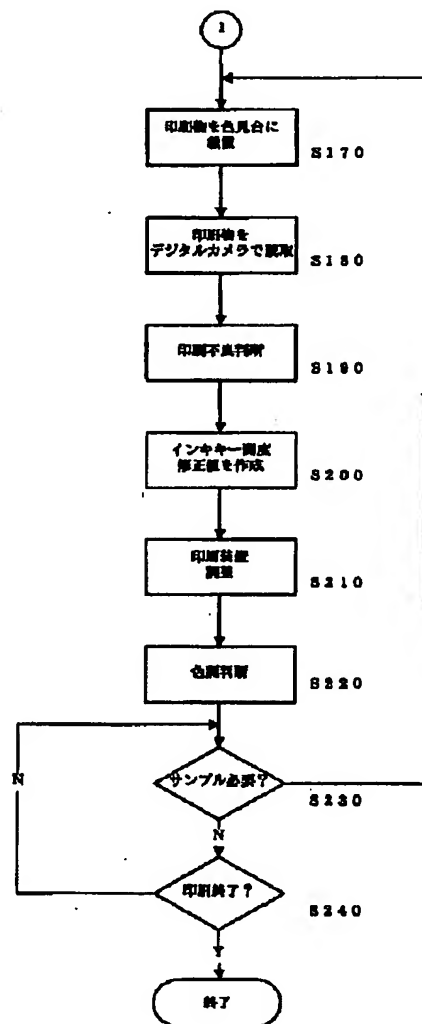 1
印刷物を色見台に
載置
S170
印刷物を
デジタルカメラで読取
S180
印刷不良判断
S190
インキキー開度
修正値を作成
S200
印刷装置
調整
S210
色調判断
S220
サンプル必要?
S230
N
N
印刷終了?
S240
Y
終了